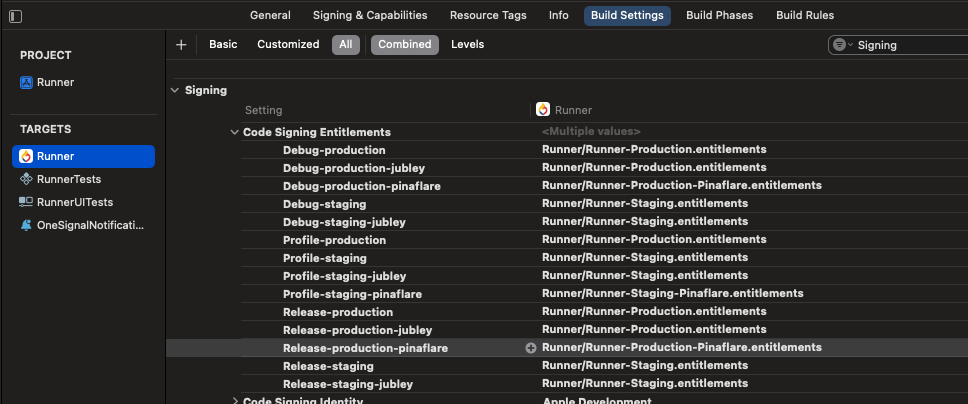 General Signing & Capabilities Resource Tags Info Build Settings Build Phases Build Rules
PROJECT
Runner
TARGETS
Runner
RunnerTests
RunnerUITests
OneSignalNotificati...
+ Basic Customized All Combined Levels Signing
Signing
Setting Runner
Code Signing Entitlements <Multiple values>
Debug-production Runner/Runner-Production.entitlements
Debug-production-jubley Runner/Runner-Production.entitlements
Debug-production-pinaflare Runner/Runner-Production-Pinaflare.entitlements
Debug-staging Runner/Runner-Staging.entitlements
Debug-staging-jubley Runner/Runner-Staging.entitlements
Profile-production Runner/Runner-Production.entitlements
Profile-staging Runner/Runner-Staging.entitlements
Profile-staging-jubley Runner/Runner-Staging.entitlements
Profile-staging-pinaflare Runner/Runner-Staging-Pinaflare.entitlements
Release-production Runner/Runner-Production.entitlements
Release-production-jubley Runner/Runner-Production.entitlements
Release-production-pinaflare Runner/Runner-Production-Pinaflare.entitlements
Release-staging Runner/Runner-Staging.entitlements
Release-staging-jubley Runner/Runner-Staging.entitlements
Code Signing Identity Apple Development